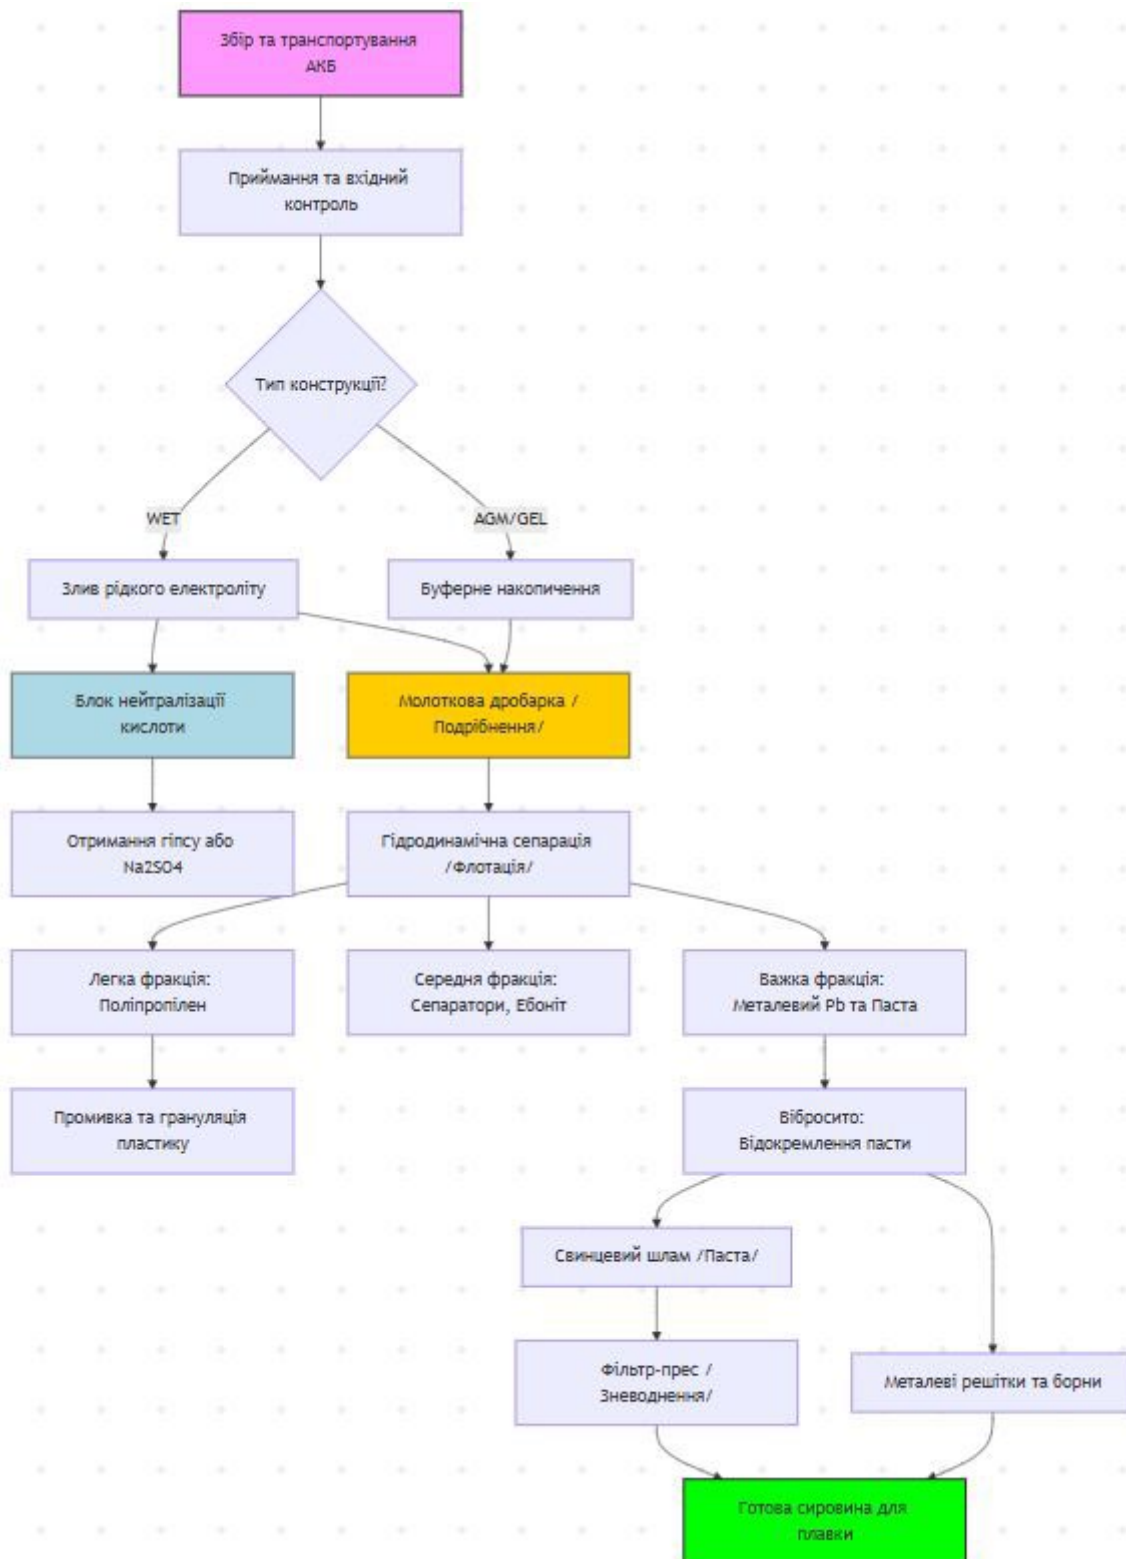 Збір та транспортування
АКБ
Приймання та вхідний
контроль
Тип конструкції?
WET
AGM/GEL
Злив рідкого електроліту
Буферне накопичення
Блок нейтралізації
кислоти
Молоткова дробарка /
Подрібнення/
Отримання гіпсу або
Na2SO4
Гідродинамічна сепарація
/Флотація/
Легка фракція:
Поліпропілен
Середня фракція:
Сепаратори, Ебоніт
Важка фракція:
Металевий Pb та Паста
Промивка та грануляція
пластику
Вібросито:
Відокремлення пасти
Свинцевий шлам /Паста/
Фільтр-прес /
Зневоднення/
Металеві решітки та борни
Готова сировина для
плавки